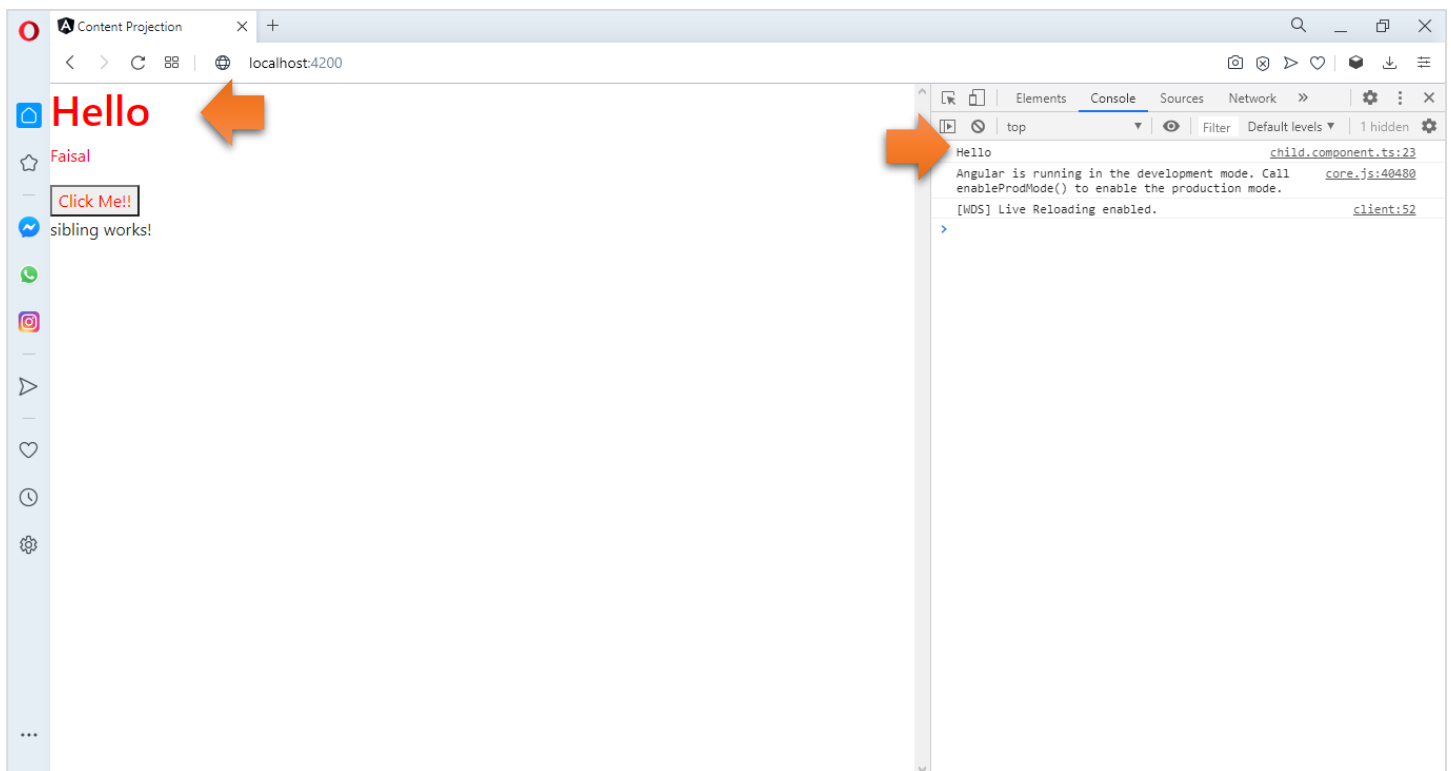 Content Projection
localhost:4200
Hello
Faisal
Click Me!!
sibling works!
Elements Console Sources Network »
top Filter Default levels ▼ 1 hidden
Hello child.component.ts:23
Angular is running in the development mode. Call core.js:40480
enableProdMode() to enable the production mode.
[WDS] Live Reloading enabled. client:52